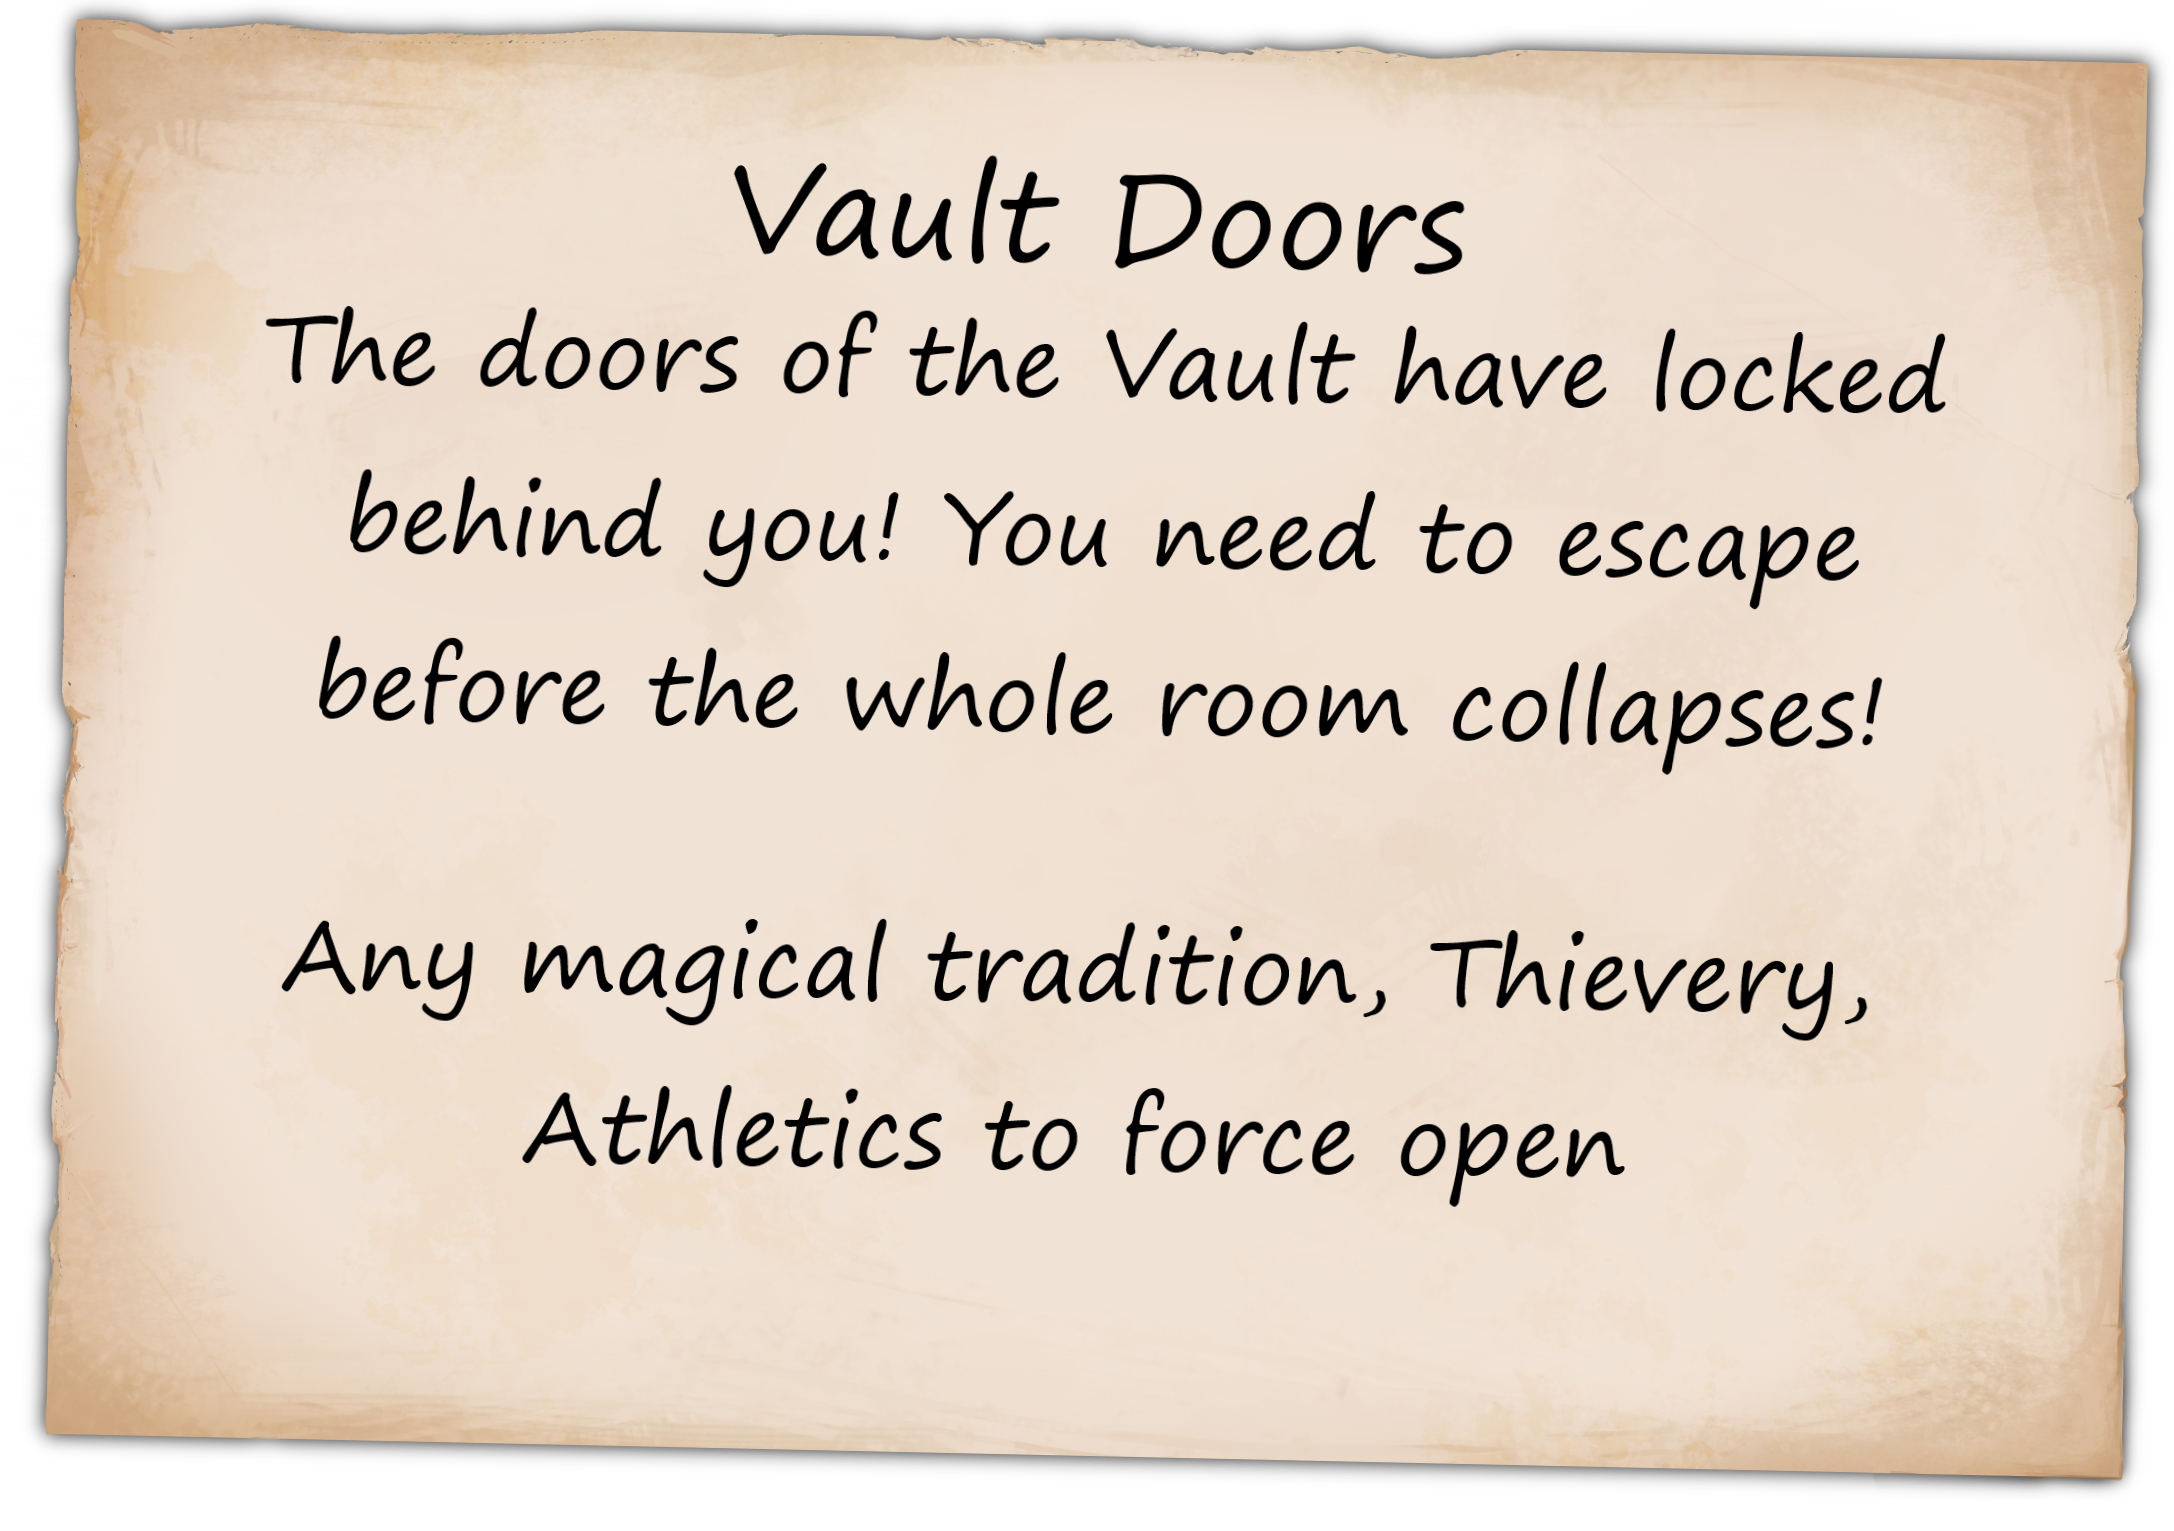 Vault Doors
The doors of the Vault have locked
behind you! You need to escape
before the whole room collapses!
Any magical tradition, Thievery,
Athletics to force open